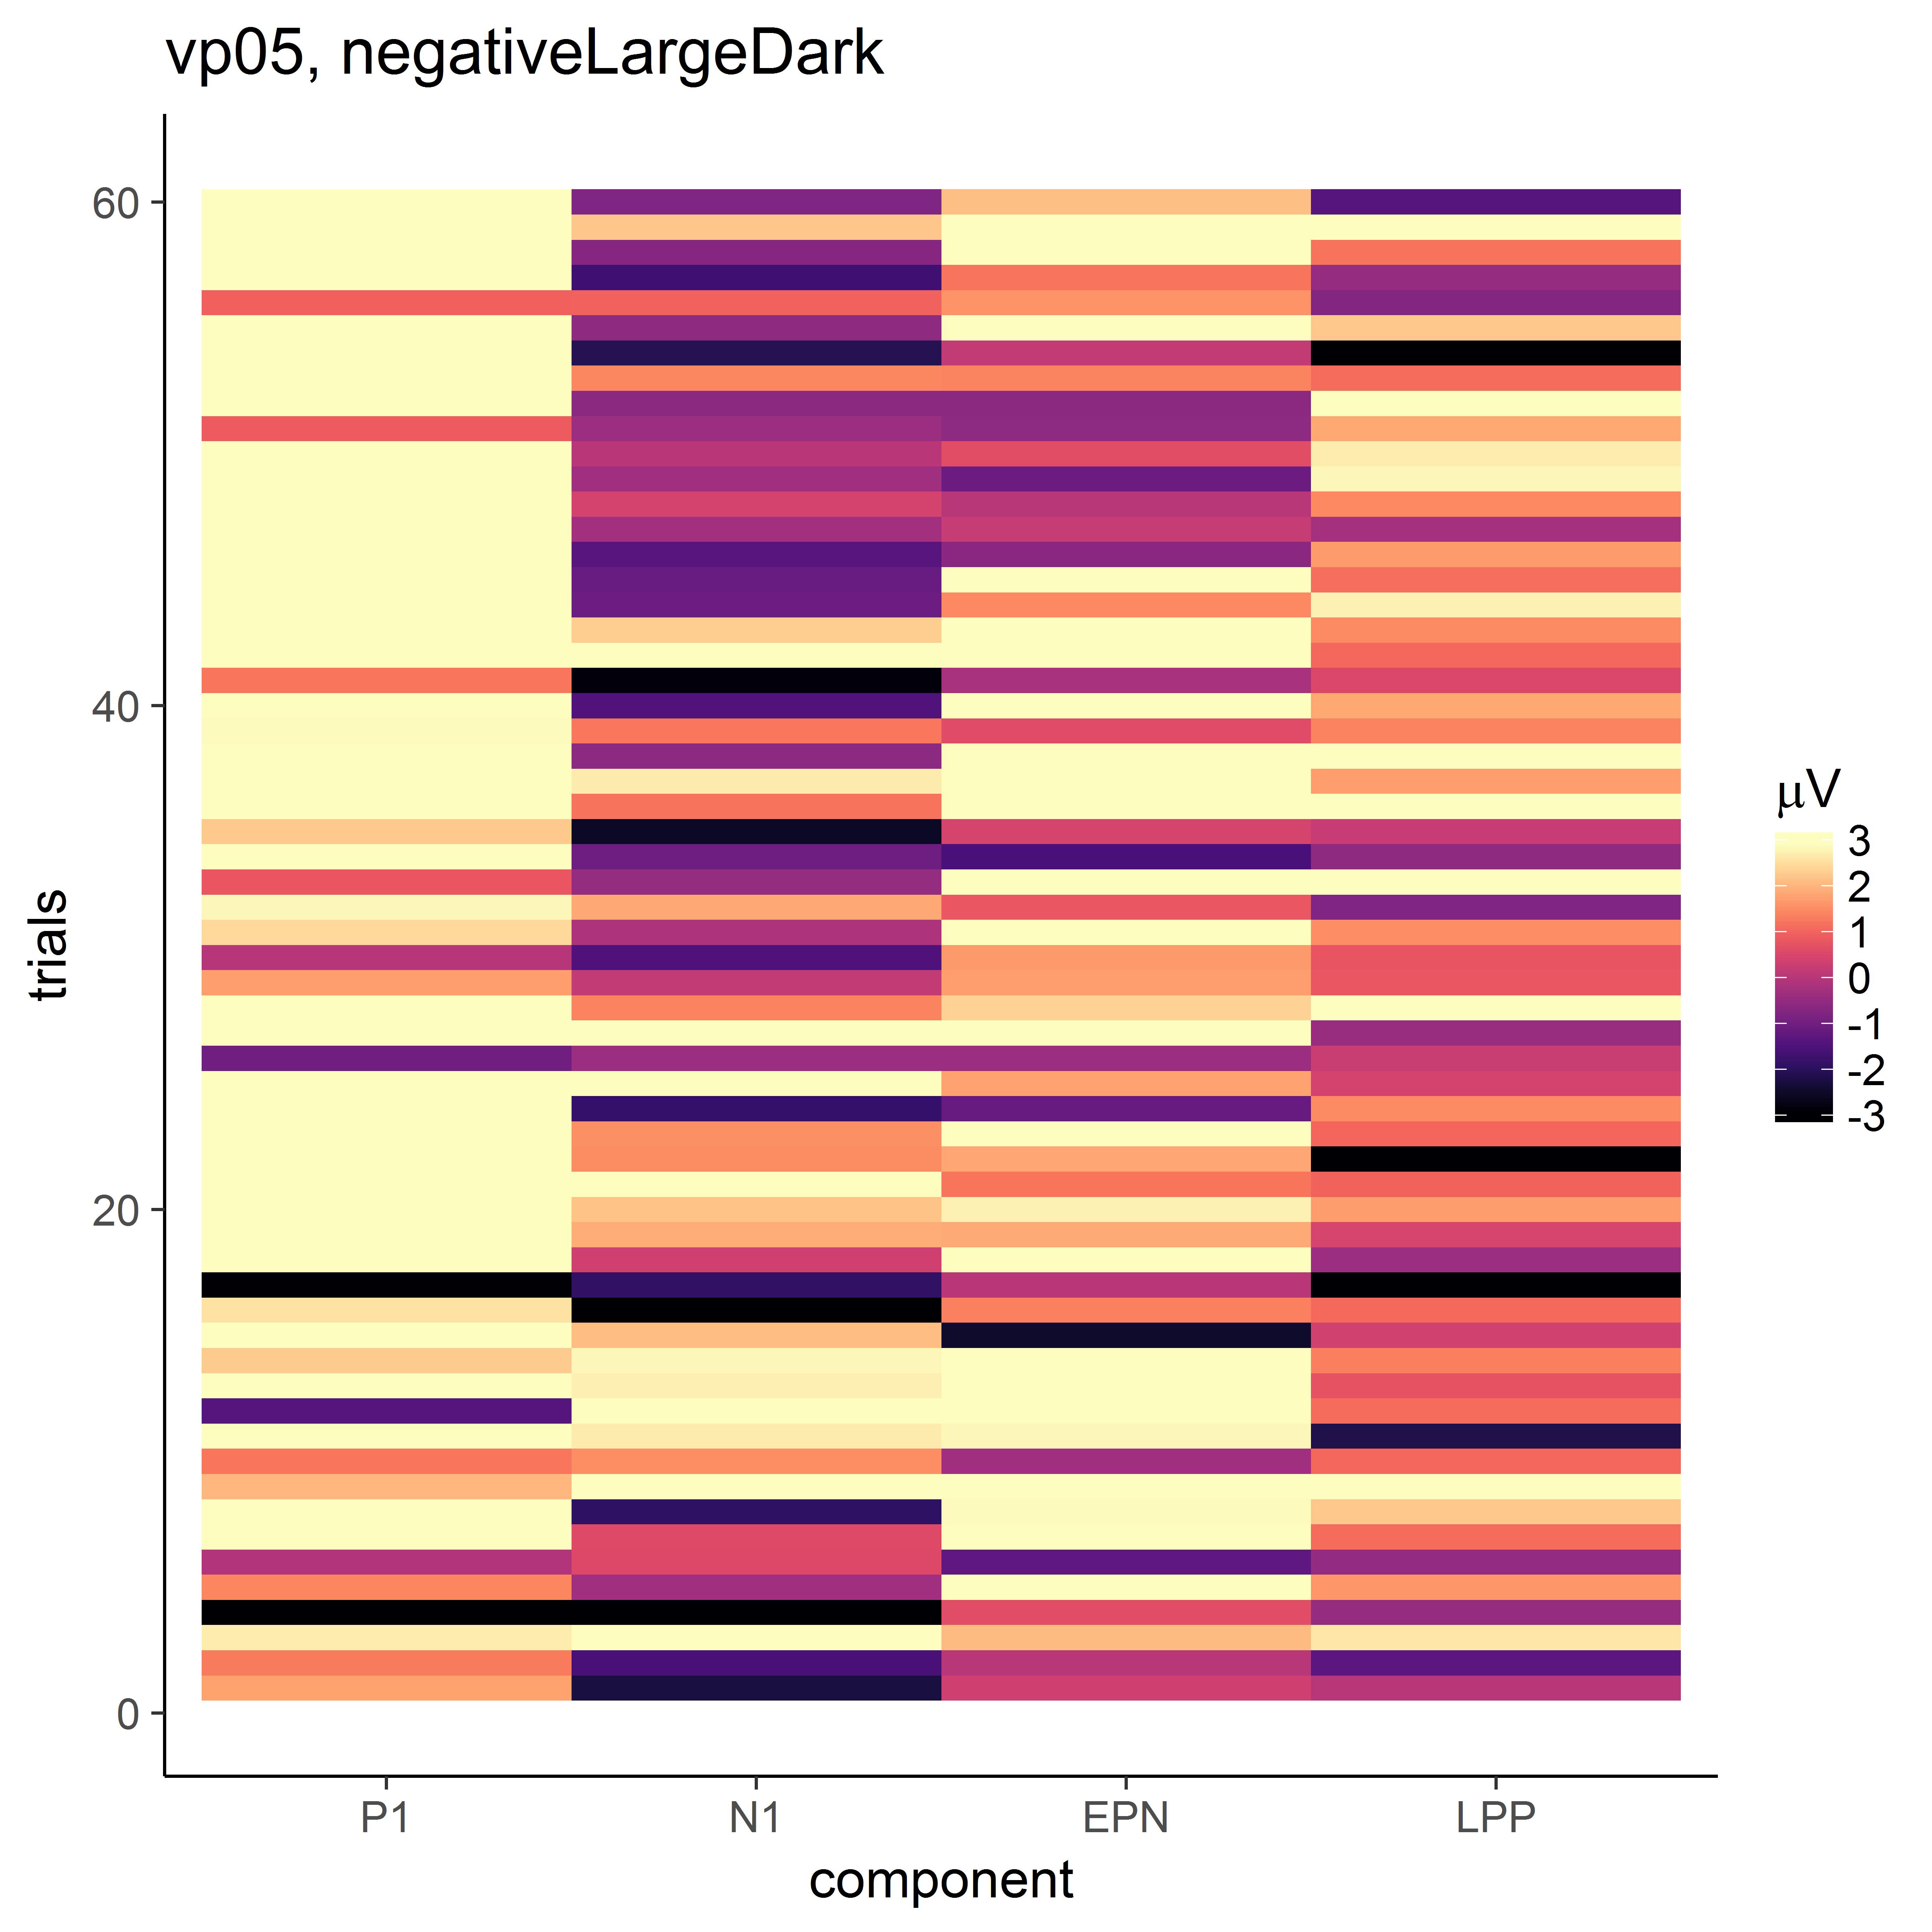 vp05, negativeLargeDark
60
40
20
0
trials
P1 N1 EPN LPP
component
μV
3
2
1
0
-1
-2
-3